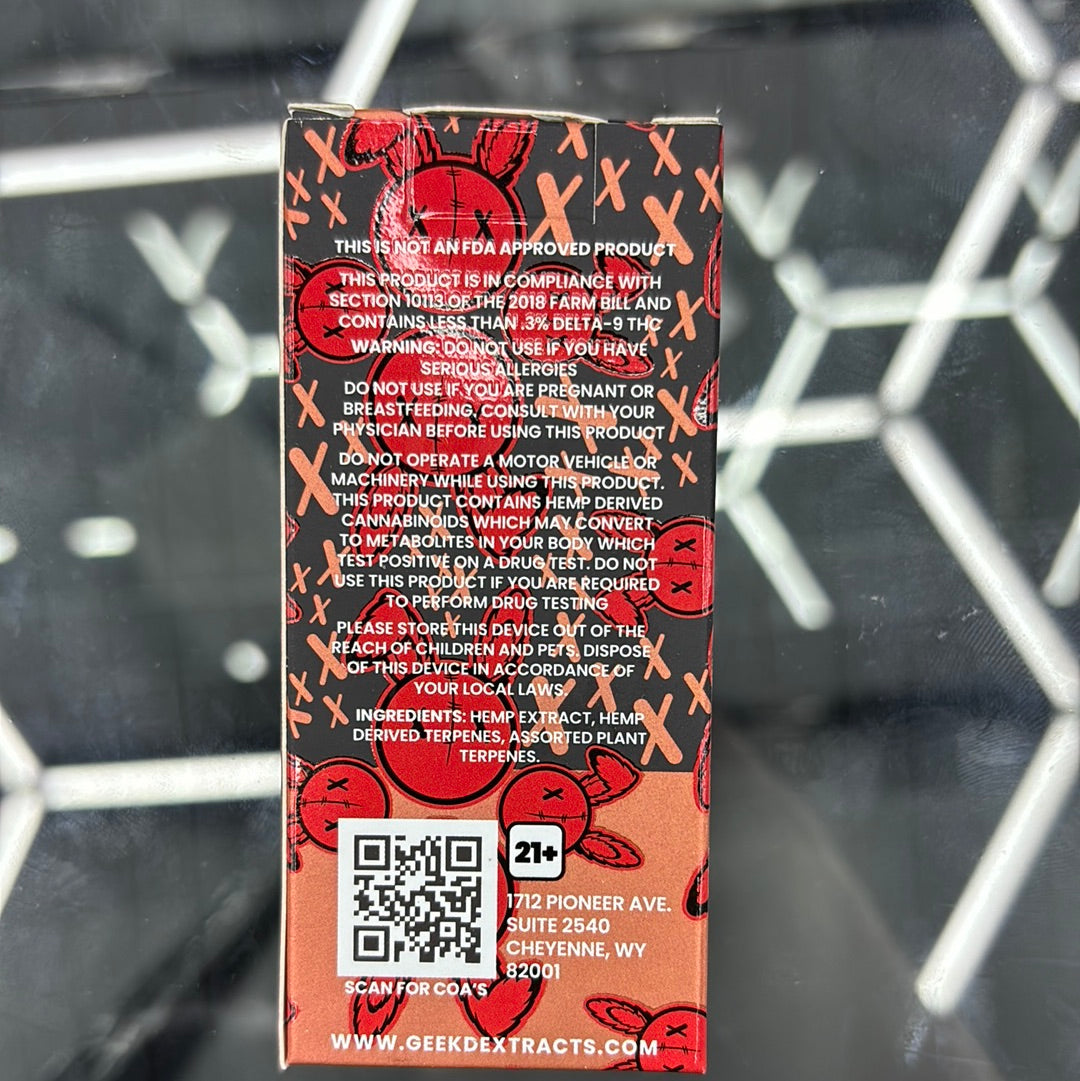 THIS IS NOT AN FDA APPROVED PRODUCT
THIS PRODUCT IS IN COMPLIANCE WITH
SECTION 10113 OF THE 2018 FARM BILL AND
CONTAINS LESS THAN .3% DELTA-9 THC
WARNING: DO NOT USE IF YOU HAVE
SERIOUS ALLERGIES
DO NOT USE IF YOU ARE PREGNANT OR
BREASTFEEDING, CONSULT WITH YOUR
PHYSICIAN BEFORE USING THIS PRODUCT
DO NOT OPERATE A MOTOR VEHICLE OR
MACHINERY WHILE USING THIS PRODUCT.
THIS PRODUCT CONTAINS HEMP DERIVED
CANNABINOIDS WHICH MAY CONVERT
TO METABOLITES IN YOUR BODY WHICH
TEST POSITIVE ON A DRUG TEST. DO NOT
USE THIS PRODUCT IF YOU ARE REQUIRED
TO PERFORM DRUG TESTING
PLEASE STORE THIS DEVICE OUT OF THE
REACH OF CHILDREN AND PETS. DISPOSE
OF THIS DEVICE IN ACCORDANCE OF
YOUR LOCAL LAWS.
INGREDIENTS: HEMP EXTRACT, HEMP
DERIVED TERPENES, ASSORTED PLANT
TERPENES.
21+
1712 PIONEER AVE.
SUITE 2540
CHEYENNE, WY
82001
SCAN FOR COA'S
WWW.GEEKDEXTRACTS.COM